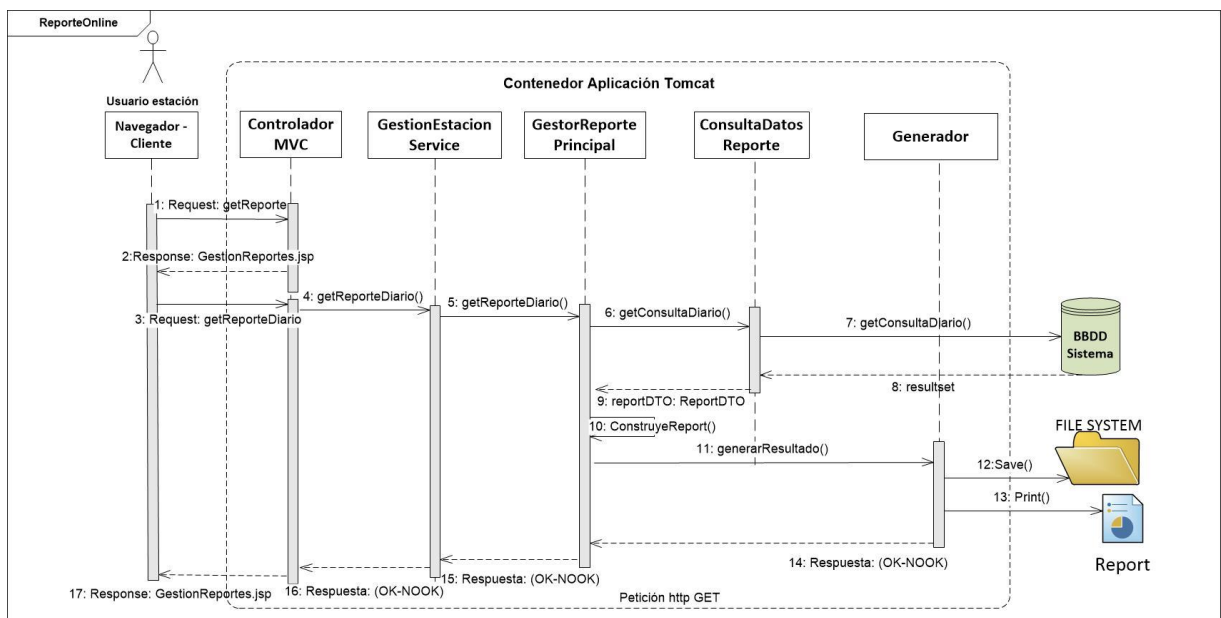 ReporteOnline
Contenedor Aplicación Tomcat
Usuario estación
Navegador -
Cliente
Controlador
MVC
GestionEstacion
Service
GestorReporte
Principal
ConsultaDatos
Reporte
Generador
1: Request: getReporte
2:Response: GestionReportes.jsp
3: Request: getReporteDiario
4: getReporteDiario()
5: getReporteDiario()
6: getConsultaDiario()
7: getConsultaDiario()
BBDD
Sistema
8: resultset
9: reportDTO: ReportDTO
10: ConstruyeReport()
FILE SYSTEM
11: generarResultado()
12:Save()
13: Print()
Report
14: Respuesta: (OK-NOOK)
15: Respuesta: (OK-NOOK)
16: Respuesta: (OK-NOOK)
17: Response: GestionReportes.jsp
Petición http GET